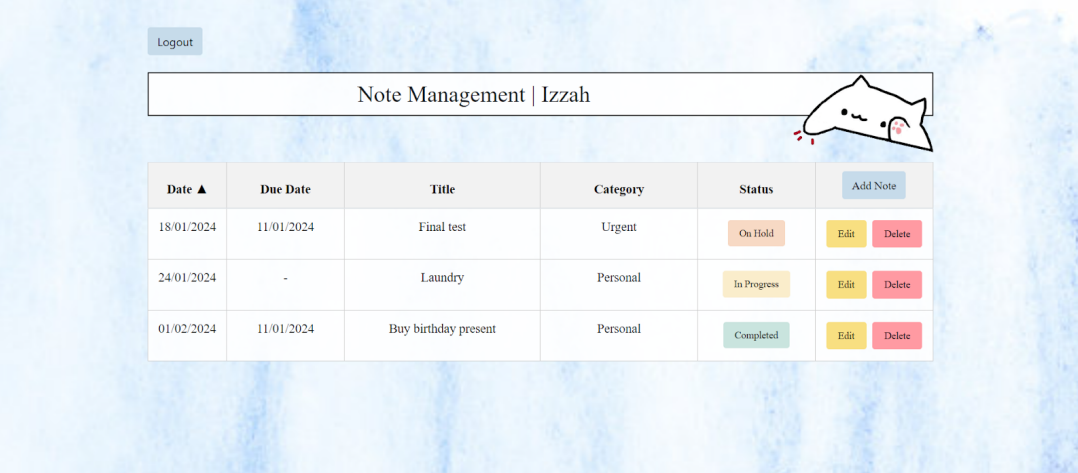 Logout
Note Management | Izzah
Date ▲ Due Date Title Category Status Add Note
18/01/2024 11/01/2024 Final test Urgent On Hold Edit Delete
24/01/2024 - Laundry Personal In Progress Edit Delete
01/02/2024 11/01/2024 Buy birthday present Personal Completed Edit Delete